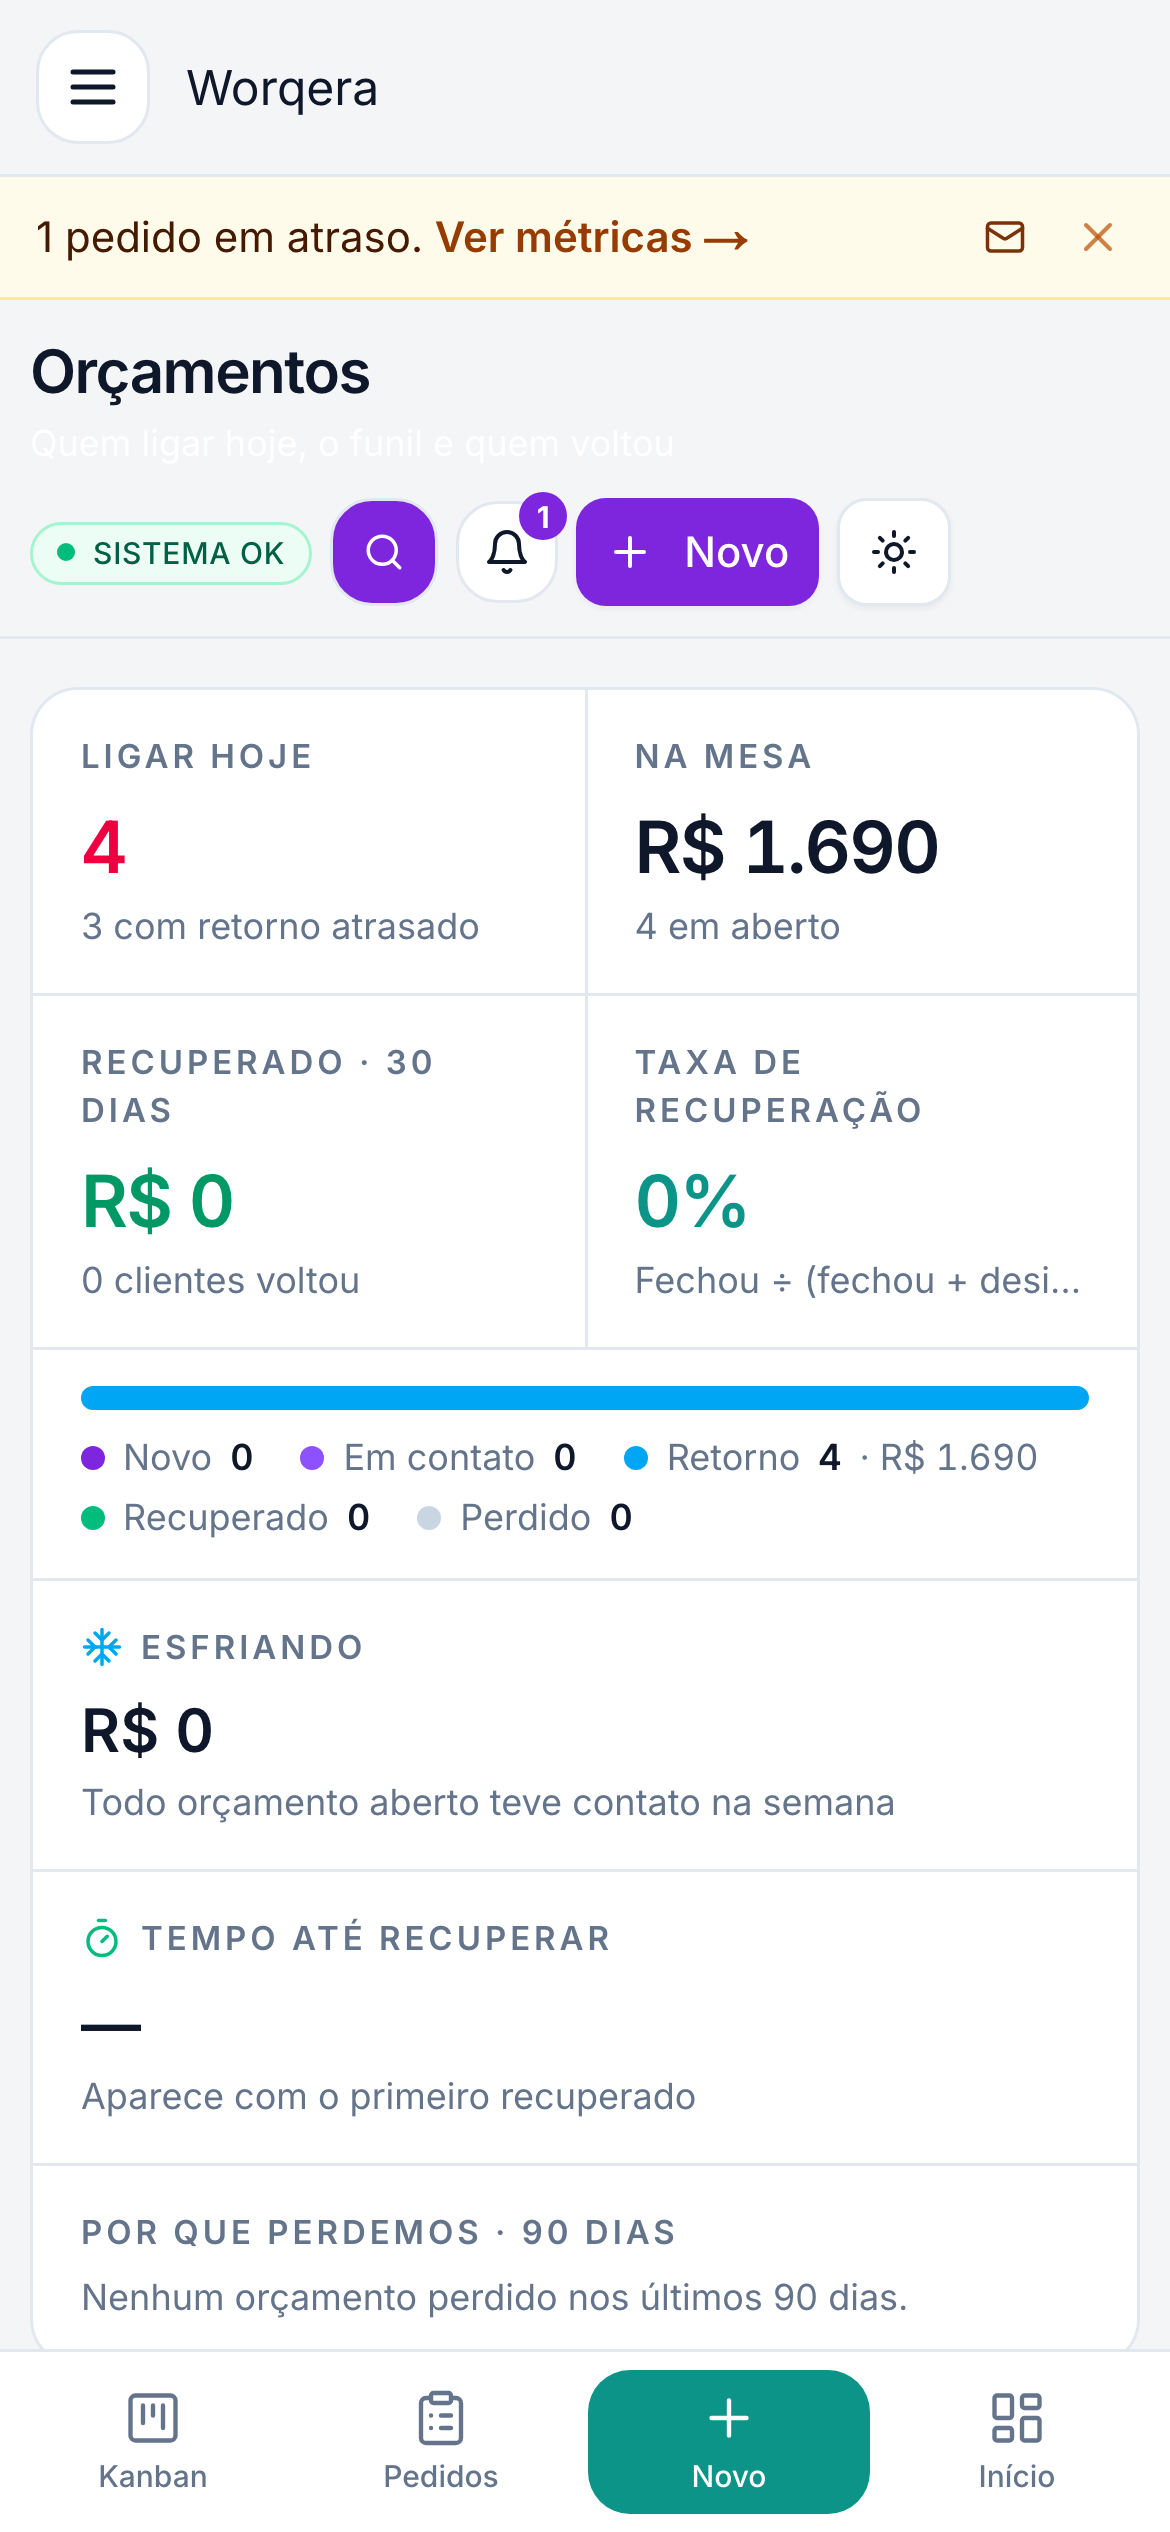 Worqera
1 pedido em atraso. Ver métricas →
Orçamentos
Quem ligar hoje, o funil e quem voltou
SISTEMA OK
1
+ Novo
LIGAR HOJE
4
3 com retorno atrasado
NA MESA
R$ 1.690
4 em aberto
RECUPERADO · 30
DIAS
R$ 0
0 clientes voltou
TAXA DE
RECUPERAÇÃO
0%
Fechou ÷ (fechou + desi...
Novo 0 Em contato 0 Retorno 4 · R$ 1.690
Recuperado 0 Perdido 0
ESFRIANDO
R$ 0
Todo orçamento aberto teve contato na semana
TEMPO ATÉ RECUPERAR
—
Aparece com o primeiro recuperado
POR QUE PERDEMOS · 90 DIAS
Nenhum orçamento perdido nos últimos 90 dias.
Kanban
Pedidos
Novo
Início